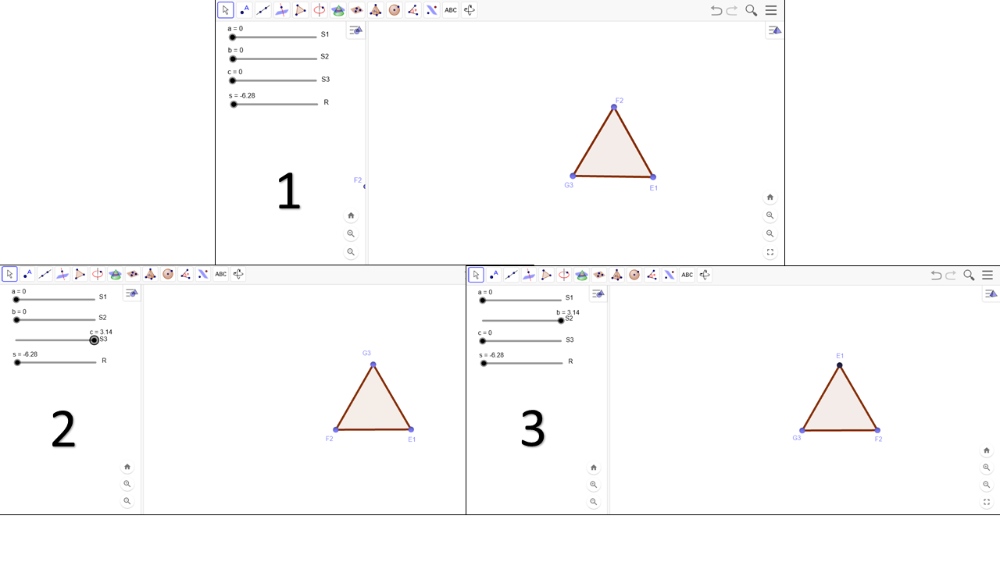 A
ABC
a = 0
S1
b = 0
S2
c = 0
S3
s = -6.28
R
F2
G3
E1
F2
1
A
ABC
a = 0
S1
b = 0
S2
c = 3.14
S3
s = -6.28
R
G3
F2
E1
2
A
ABC
a = 0
S1
b = 3.14
S2
c = 0
S3
s = -6.28
R
E1
G3
F2
3